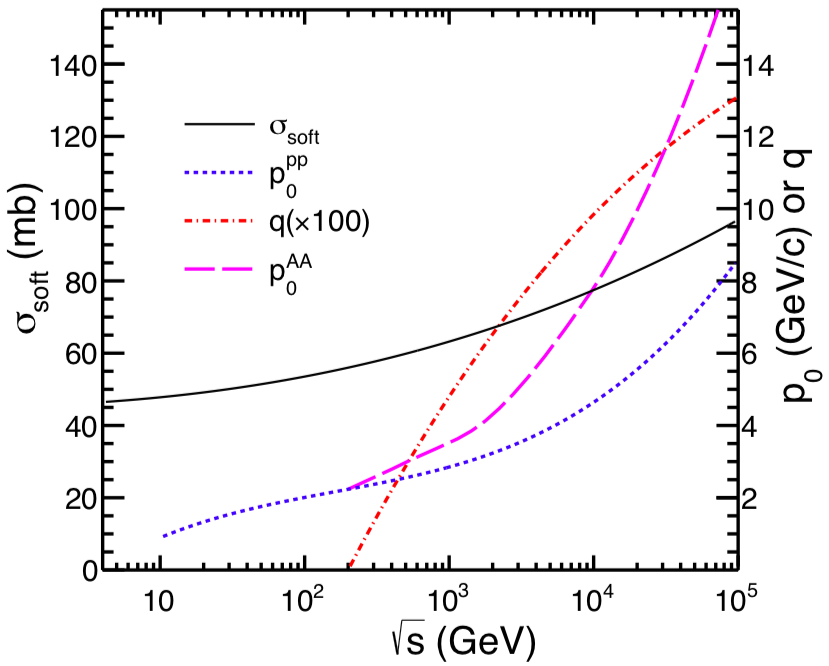 σsoft (mb)
140
120
100
80
60
40
20
0
σsoft
p0pp
q(×100)
p0AA
14
12
10
8
6
4
2
p0 (GeV/c) or q
10
10²
10³
10⁴
10⁵
√s (GeV)